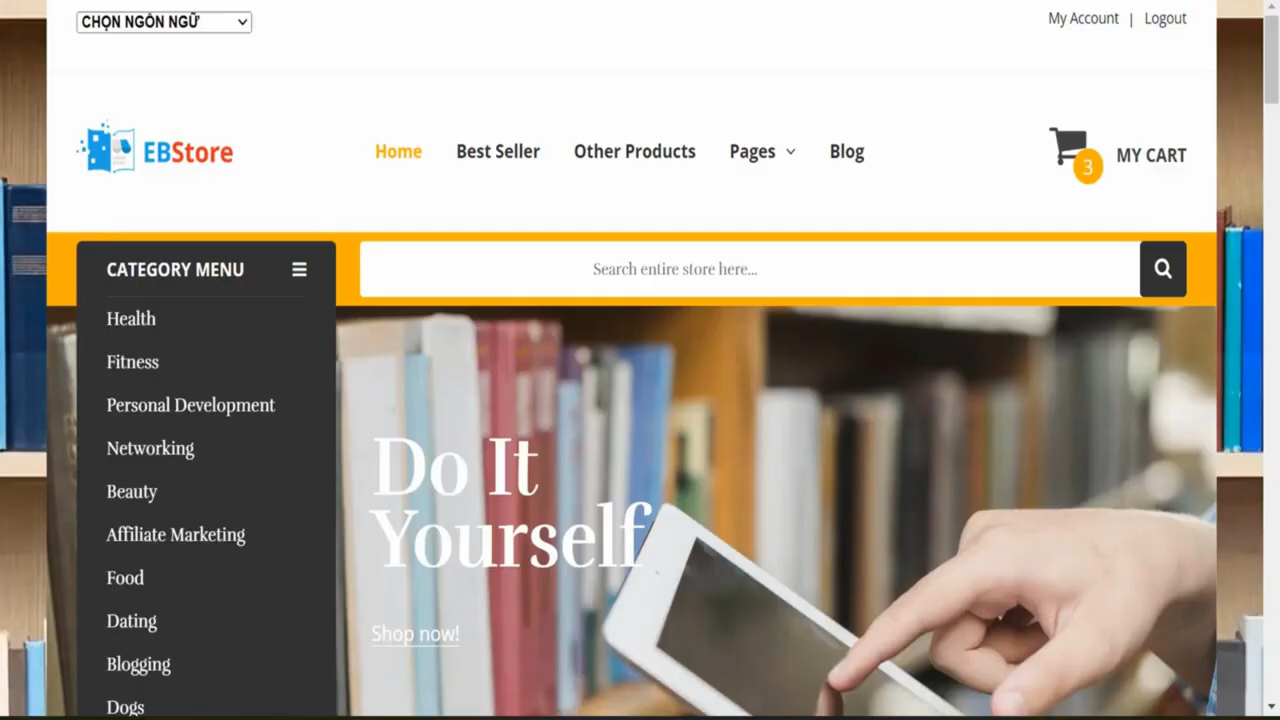 CHỌN NGÔN NGỮ
My Account | Logout
EBStore
Home Best Seller Other Products Pages Blog
3 MY CART
CATEGORY MENU
Search entire store here...
Health
Fitness
Personal Development
Networking
Beauty
Affiliate Marketing
Food
Dating
Blogging
Dogs
Do It
Yourself
Shop now!